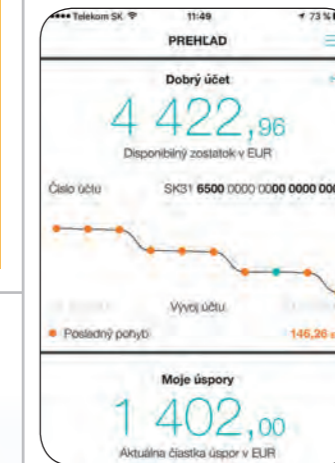 Telekom SK 11:49 73 %
PREHĽAD
Dobrý účet
4 422,96
Disponibilný zostatok v EUR
Číslo účtu SK31 6500 0000 0000 0000 000
Vývoj účtu
Posledný pohyb 146,26
Moje úspory
1 402,00
Aktuálna čiastka úspor v EUR